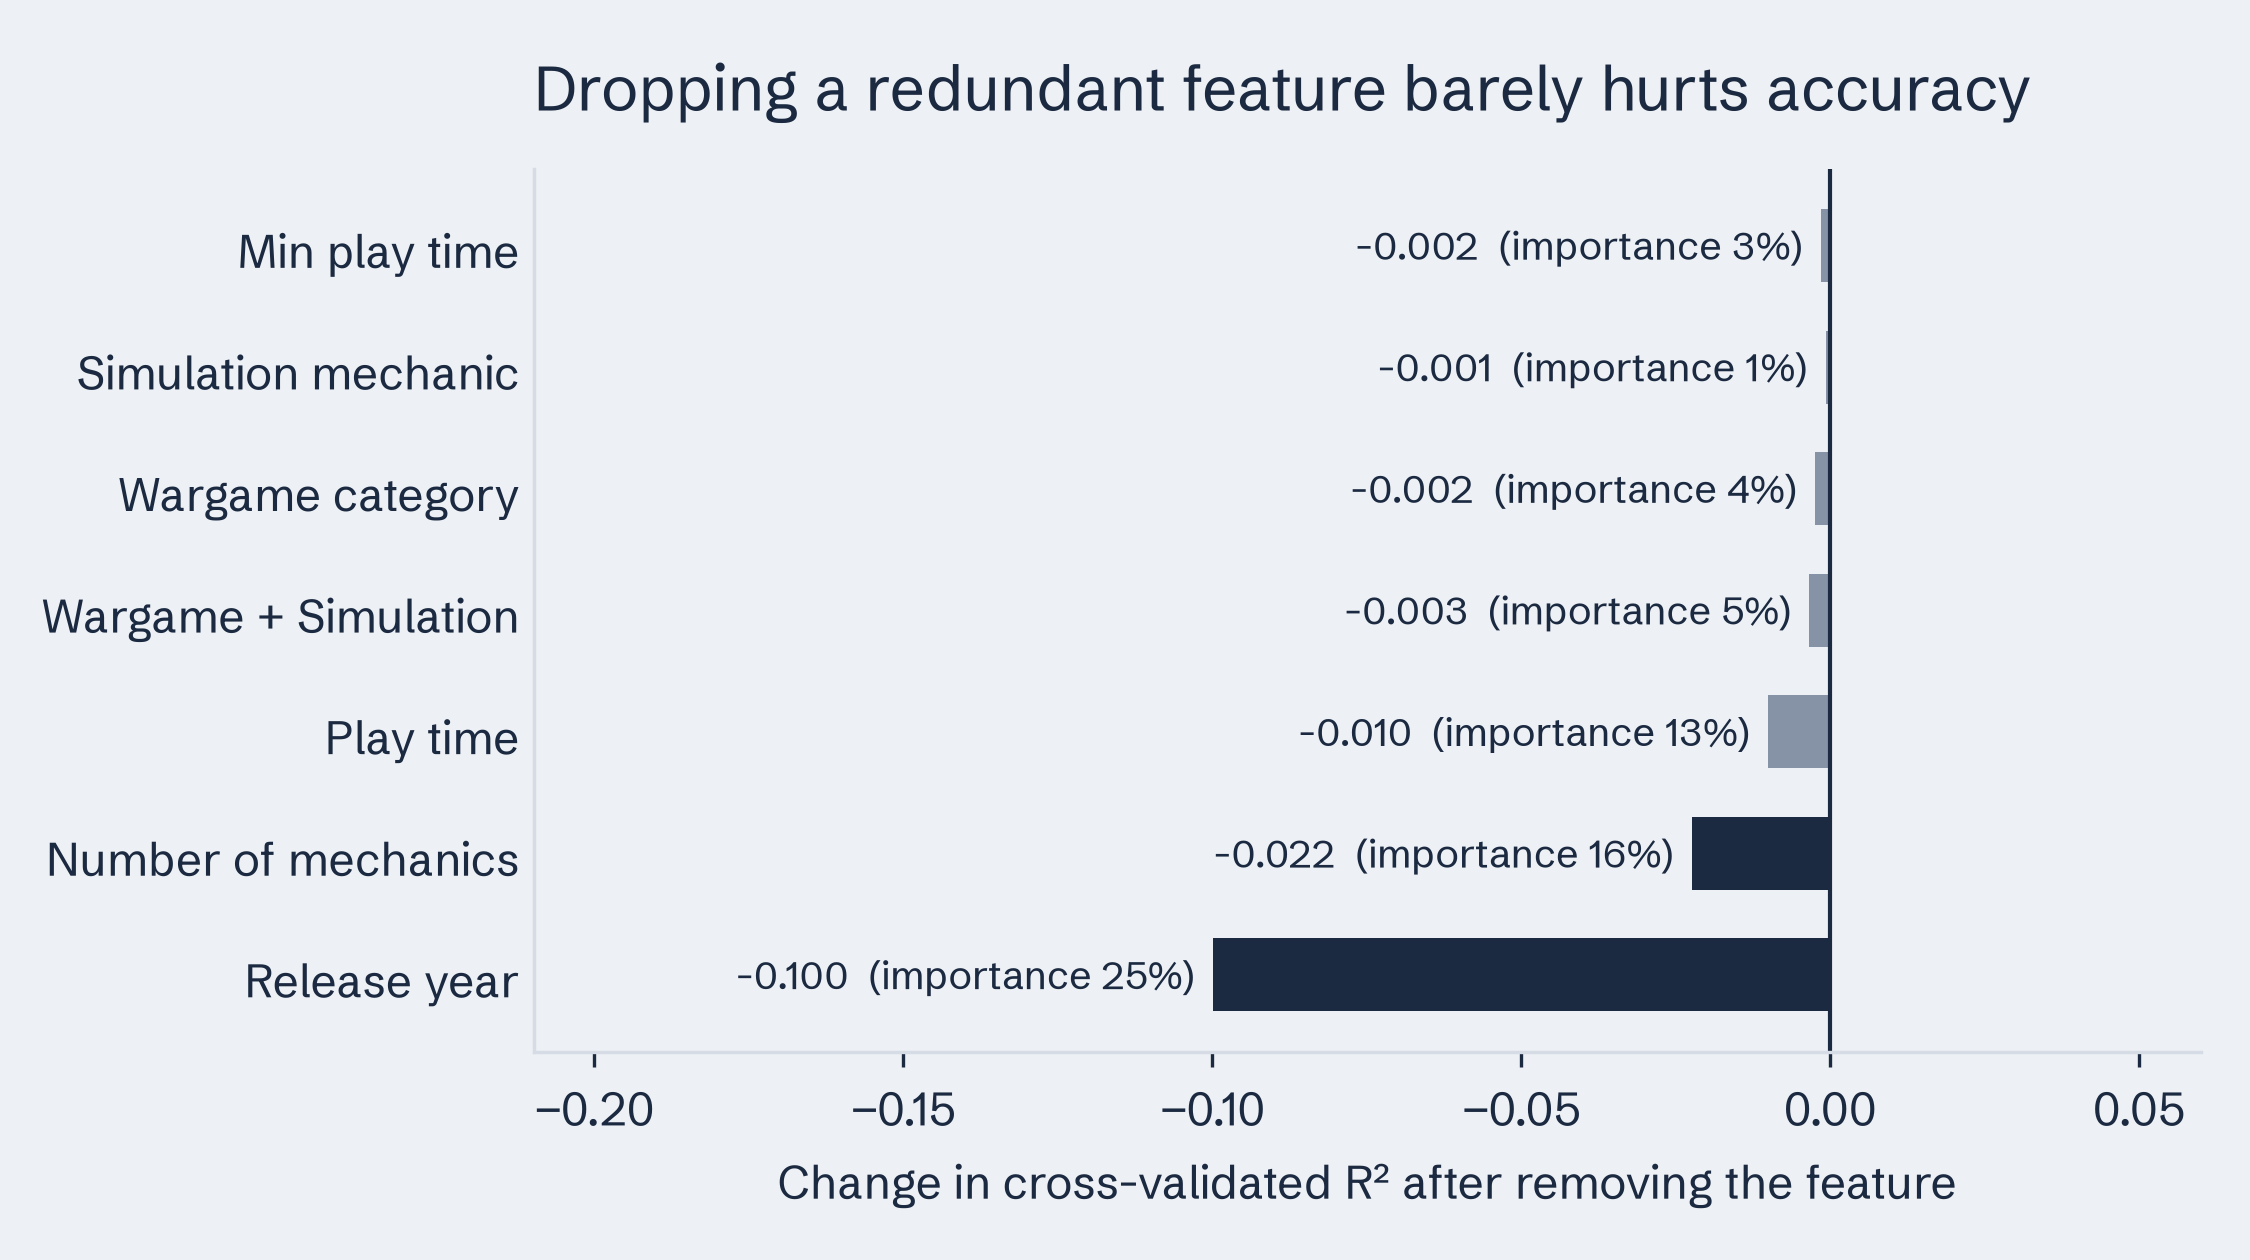 Dropping a redundant feature barely hurts accuracy
Min play time
-0.002 (importance 3%)
Simulation mechanic
-0.001 (importance 1%)
Wargame category
-0.002 (importance 4%)
Wargame + Simulation
-0.003 (importance 5%)
Play time
-0.010 (importance 13%)
Number of mechanics
-0.022 (importance 16%)
Release year
-0.100 (importance 25%)
−0.20 −0.15 −0.10 −0.05 0.00 0.05
Change in cross-validated R² after removing the feature